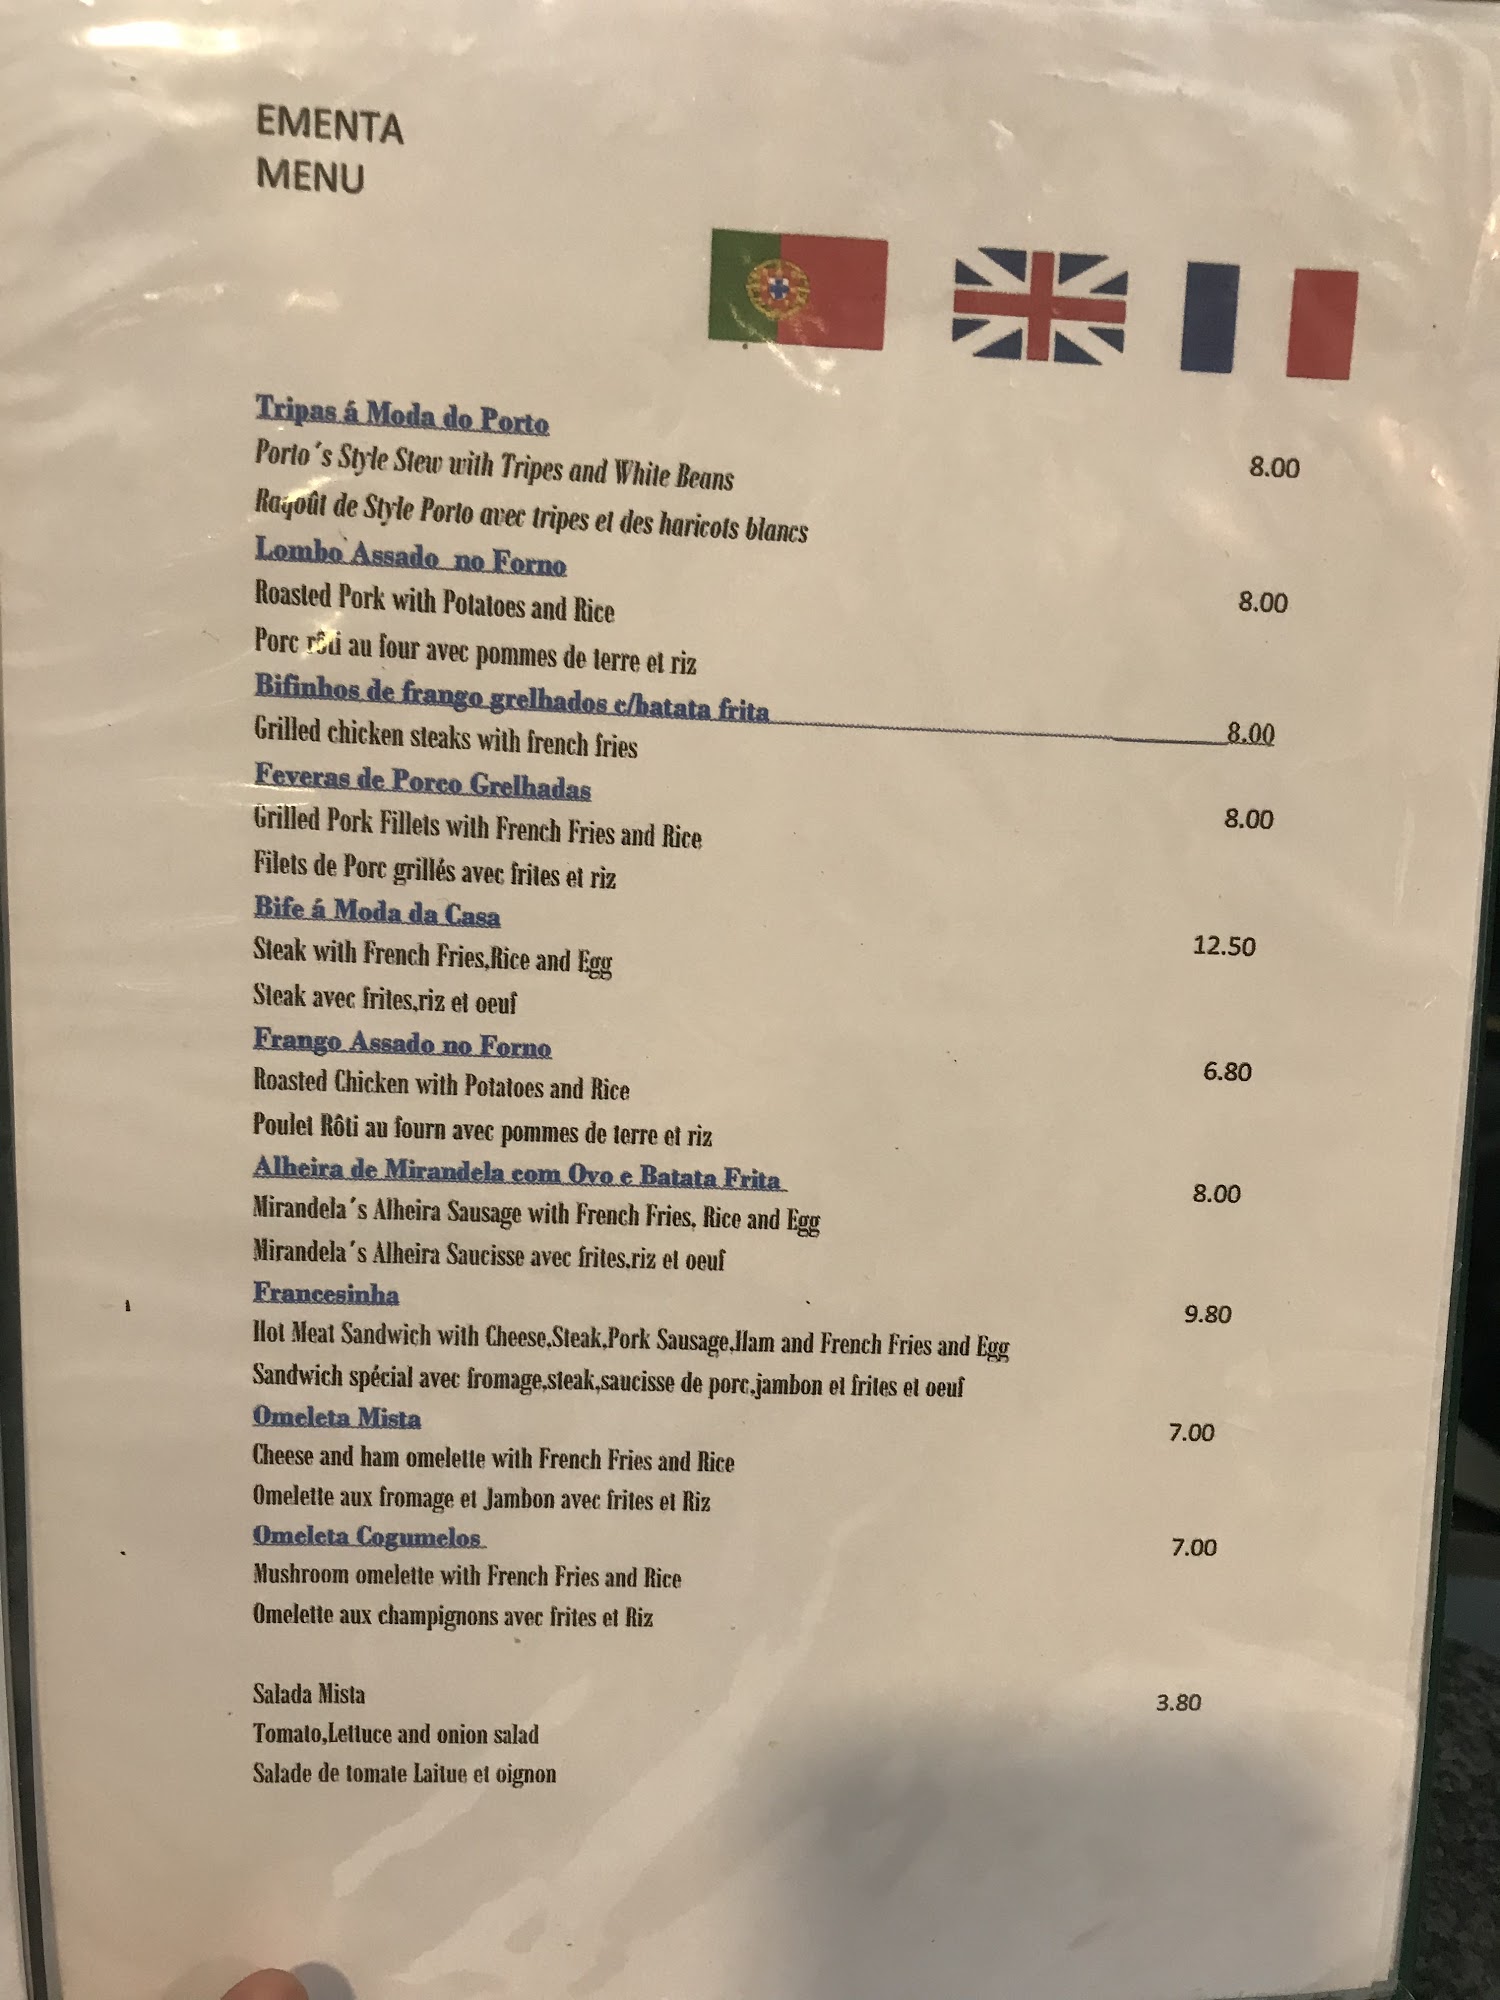 EMENTA
MENU
Tripas á Moda do Porto
Porto´s Style Stew with Tripes and White Beans 8.00
Ragoût de Style Porto avec tripes et des haricots blancs
Lombo Assado no Forno
Roasted Pork with Potatoes and Rice 8.00
Porc rôti au four avec pommes de terre et riz
Bifinhos de frango grelhados c/batata frita 8.00
Grilled chicken steaks with french fries
Feveras de Porco Grelhadas
Grilled Pork Fillets with French Fries and Rice 8.00
Filets de Porc grillés avec frites et riz
Bife á Moda da Casa
Steak with French Fries,Rice and Egg 12.50
Steak avec frites,riz et oeuf
Frango Assado no Forno
Roasted Chicken with Potatoes and Rice 6.80
Poulet Rôti au fourn avec pommes de terre et riz
Alheira de Mirandela com Ovo e Batata Frita
Mirandela´s Alheira Sausage with French Fries, Rice and Egg 8.00
Mirandela´s Alheira Saucisse avec frites,riz et oeuf
Francesinha 9.80
Hot Meat Sandwich with Cheese,Steak,Pork Sausage,Ham and French Fries and Egg
Sandwich spécial avec fromage,steak,saucisse de porc,jambon et frites et oeuf
Omeleta Mista 7.00
Cheese and ham omelette with French Fries and Rice
Omelette aux fromage et Jambon avec frites et Riz
Omeleta Cogumelos 7.00
Mushroom omelette with French Fries and Rice
Omelette aux champignons avec frites et Riz
Salada Mista 3.80
Tomato,Lettuce and onion salad
Salade de tomate Laitue et oignon